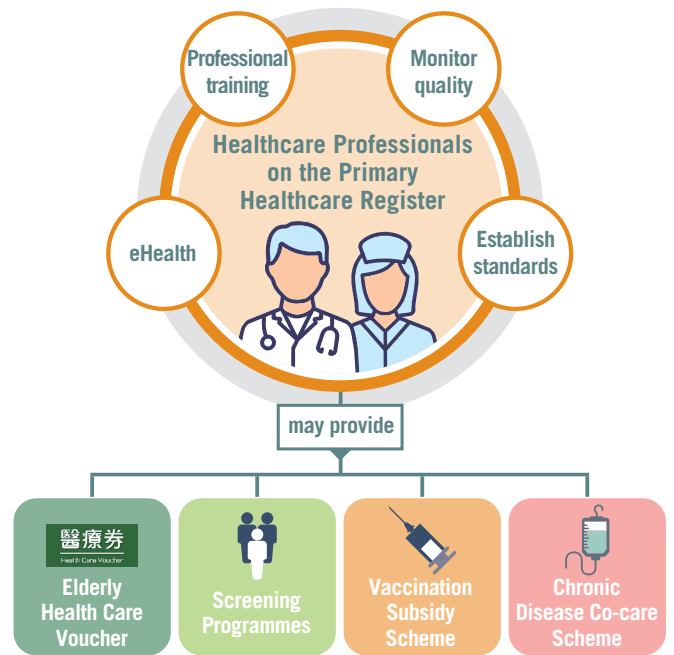 Professional
training
Monitor
quality
Healthcare Professionals
on the Primary
Healthcare Register
eHealth
Establish
standards
may provide
醫療券
Health Care Voucher
Elderly
Health Care
Voucher
Screening
Programmes
Vaccination
Subsidy
Scheme
Chronic
Disease Co-care
Scheme